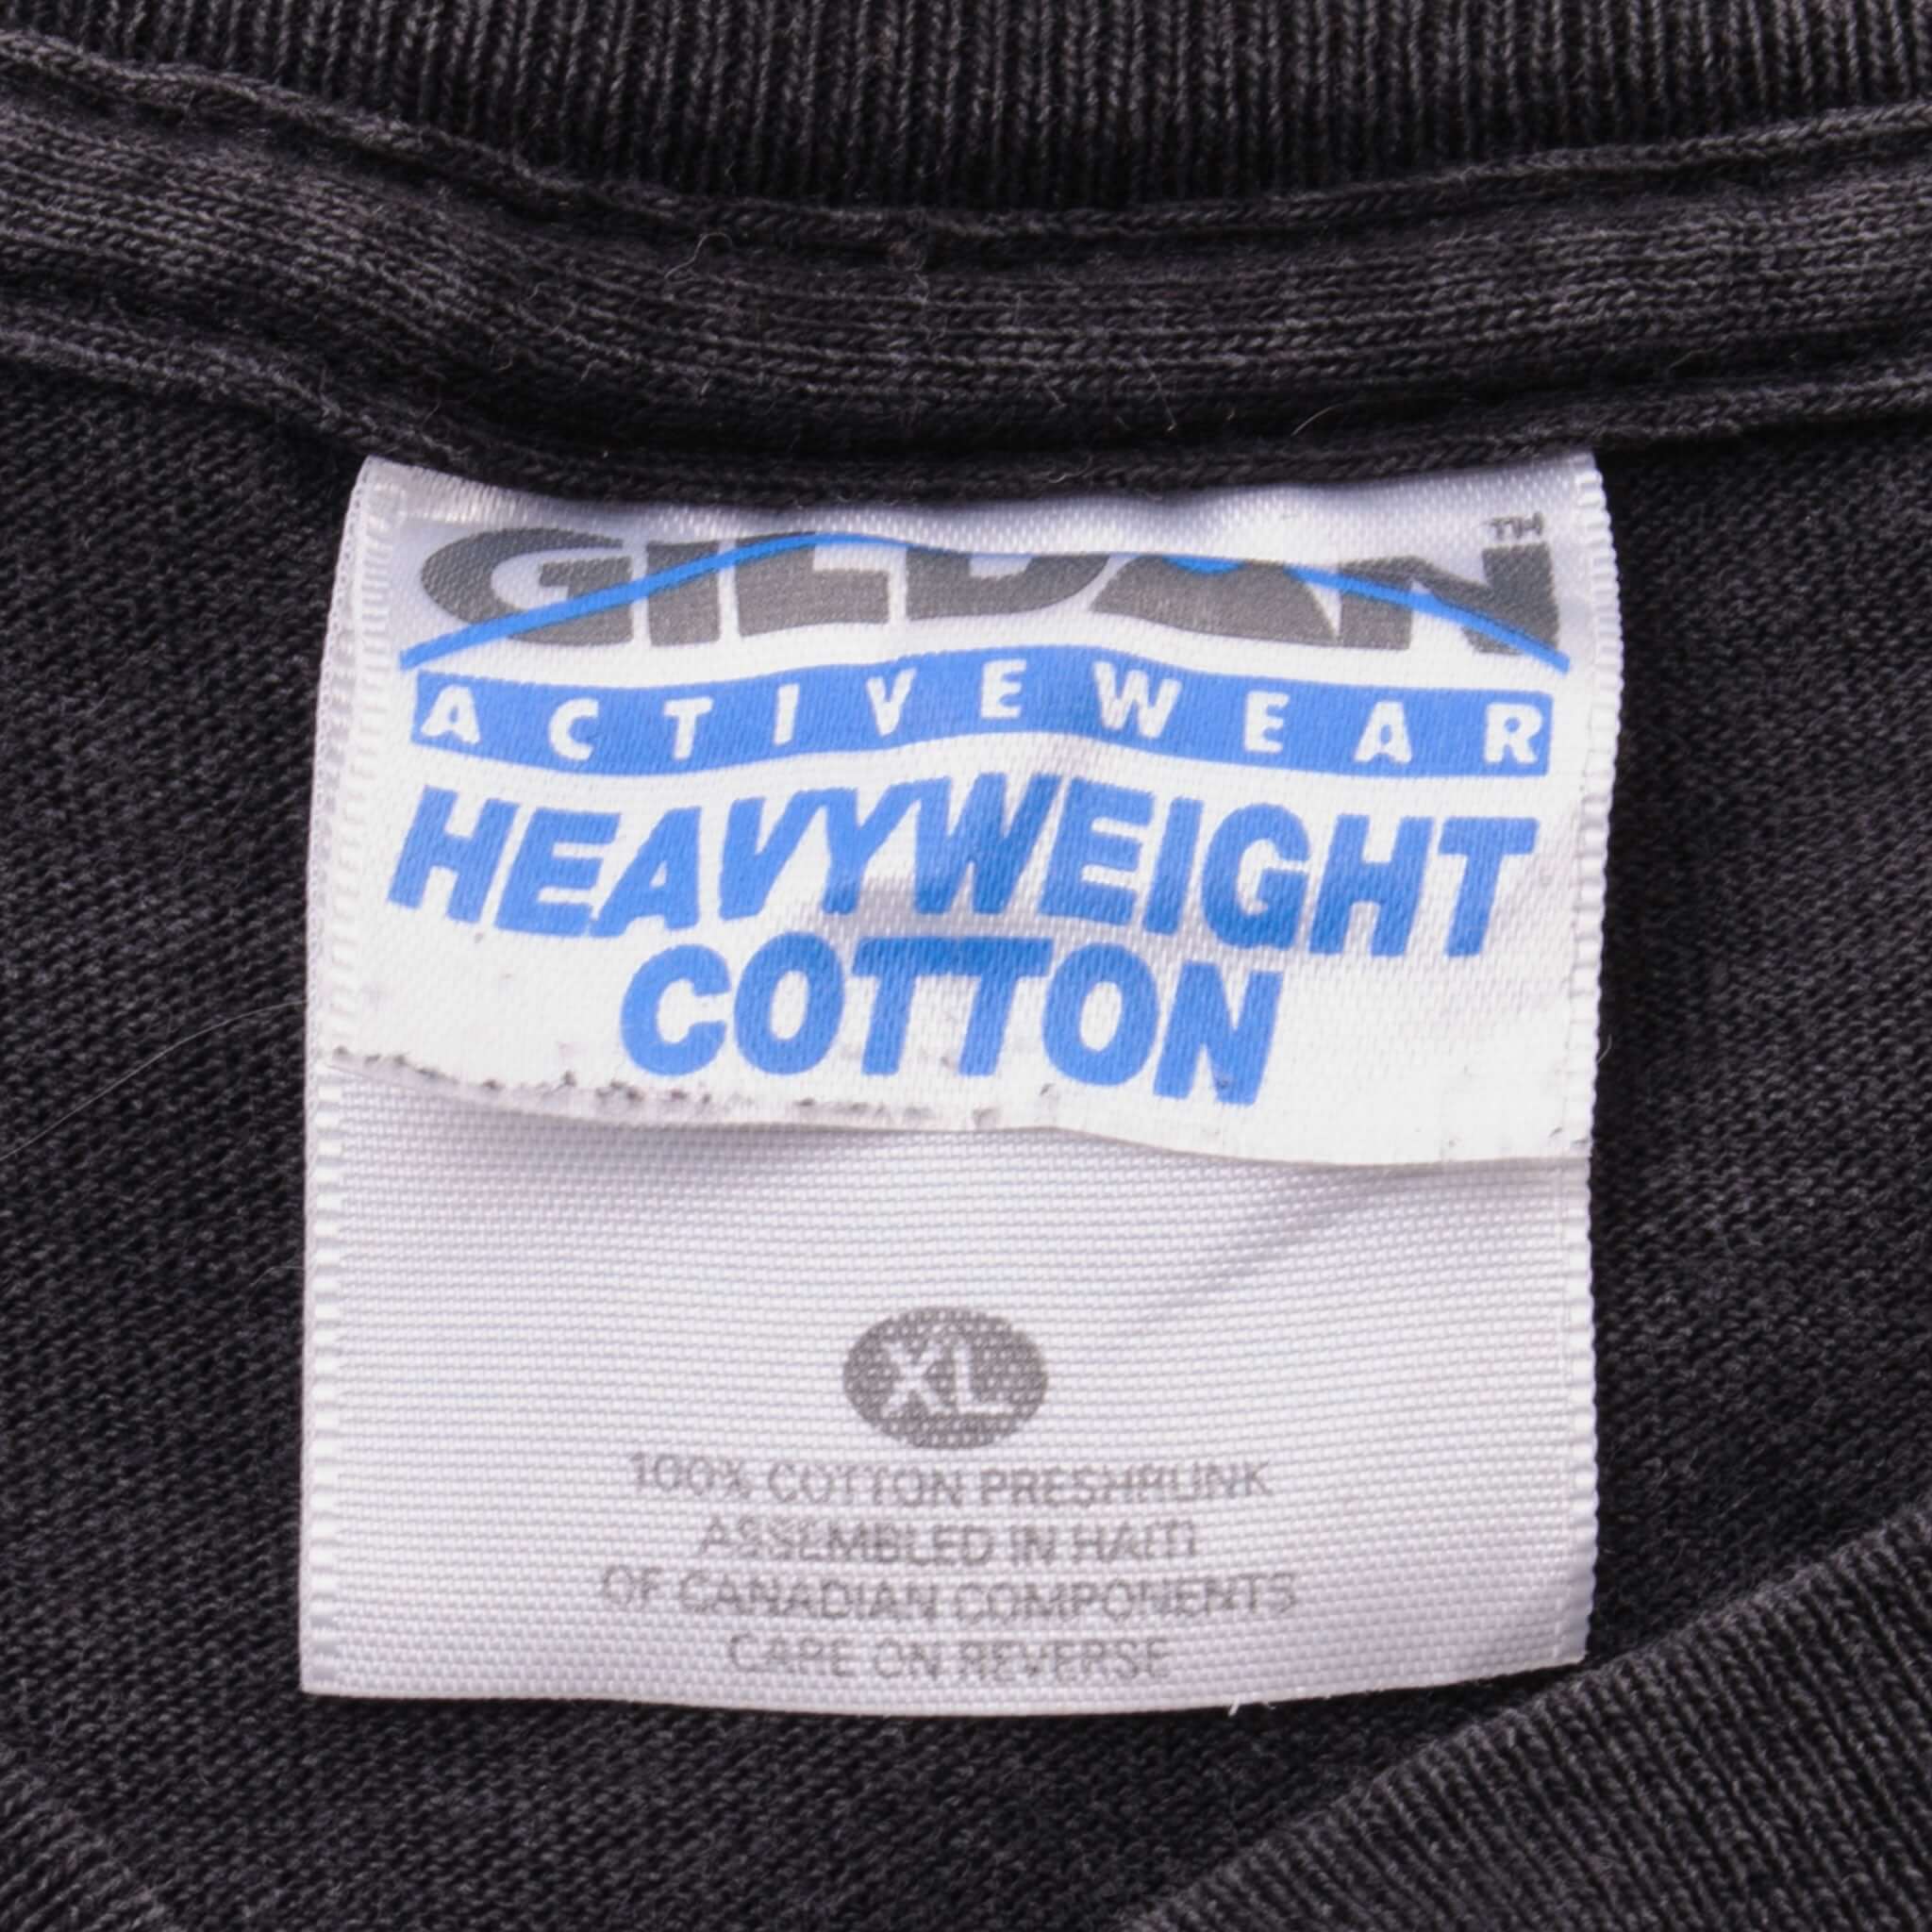 GILDAN™
ACTIVEWEAR
HEAVYWEIGHT
COTTON
XL
100% COTTON PRESHRUNK
ASSEMBLED IN HAITI
OF CANADIAN COMPONENTS
CARE ON REVERSE